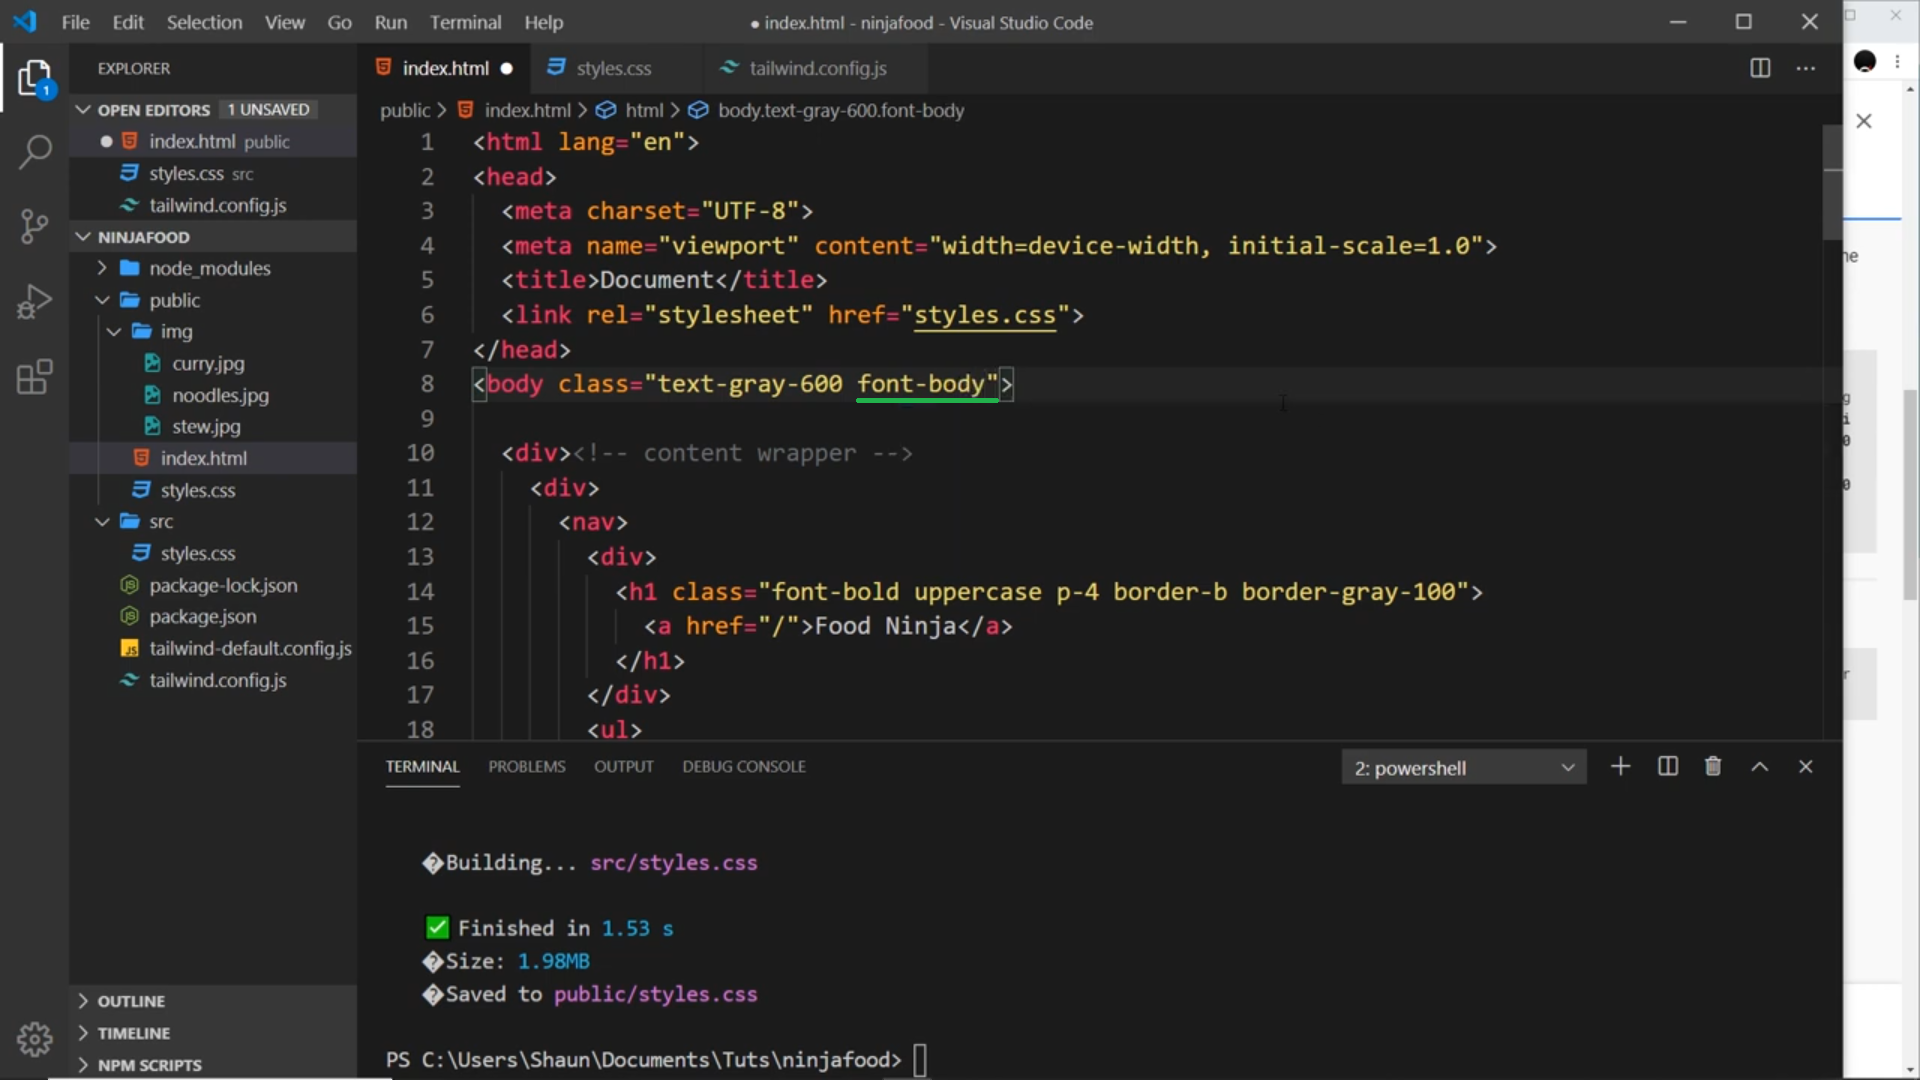 File Edit Selection View Go Run Terminal Help
● index.html - ninjafood - Visual Studio Code
EXPLORER
OPEN EDITORS 1 UNSAVED
index.html public
styles.css src
tailwind.config.js
NINJAFOOD
node_modules
public
img
curry.jpg
noodles.jpg
stew.jpg
index.html
styles.css
src
styles.css
package-lock.json
package.json
tailwind-default.config.js
tailwind.config.js
OUTLINE
TIMELINE
NPM SCRIPTS
1
index.html styles.css tailwind.config.js
public > index.html > html > body.text-gray-600.font-body
1 <html lang="en">
2 <head>
3 <meta charset="UTF-8">
4 <meta name="viewport" content="width=device-width, initial-scale=1.0">
5 <title>Document</title>
6 <link rel="stylesheet" href="styles.css">
7 </head>
8 <body class="text-gray-600 font-body">
9
10 <div><!-- content wrapper -->
11 <div>
12 <nav>
13 <div>
14 <h1 class="font-bold uppercase p-4 border-b border-gray-100">
15 <a href="/">Food Ninja</a>
16 </h1>
17 </div>
18 <ul>
TERMINAL PROBLEMS OUTPUT DEBUG CONSOLE
2: powershell
�Building... src/styles.css
✅ Finished in 1.53 s
�Size: 1.98MB
�Saved to public/styles.css
PS C:\Users\Shaun\Documents\Tuts\ninjafood>